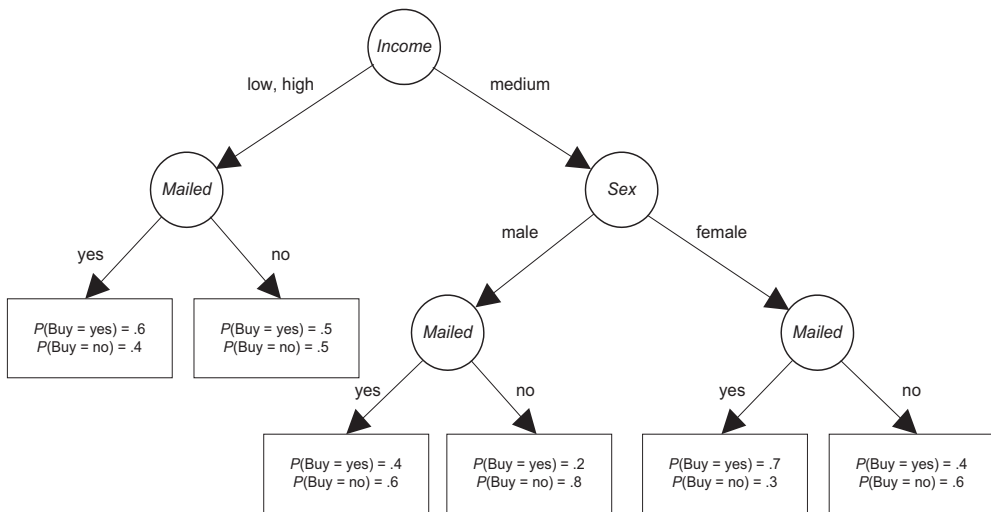 Income
low, high
medium
Mailed
Sex
yes
no
male
female
P(Buy = yes) = .6
P(Buy = no) = .4
P(Buy = yes) = .5
P(Buy = no) = .5
Mailed
Mailed
yes
no
yes
no
P(Buy = yes) = .4
P(Buy = no) = .6
P(Buy = yes) = .2
P(Buy = no) = .8
P(Buy = yes) = .7
P(Buy = no) = .3
P(Buy = yes) = .4
P(Buy = no) = .6